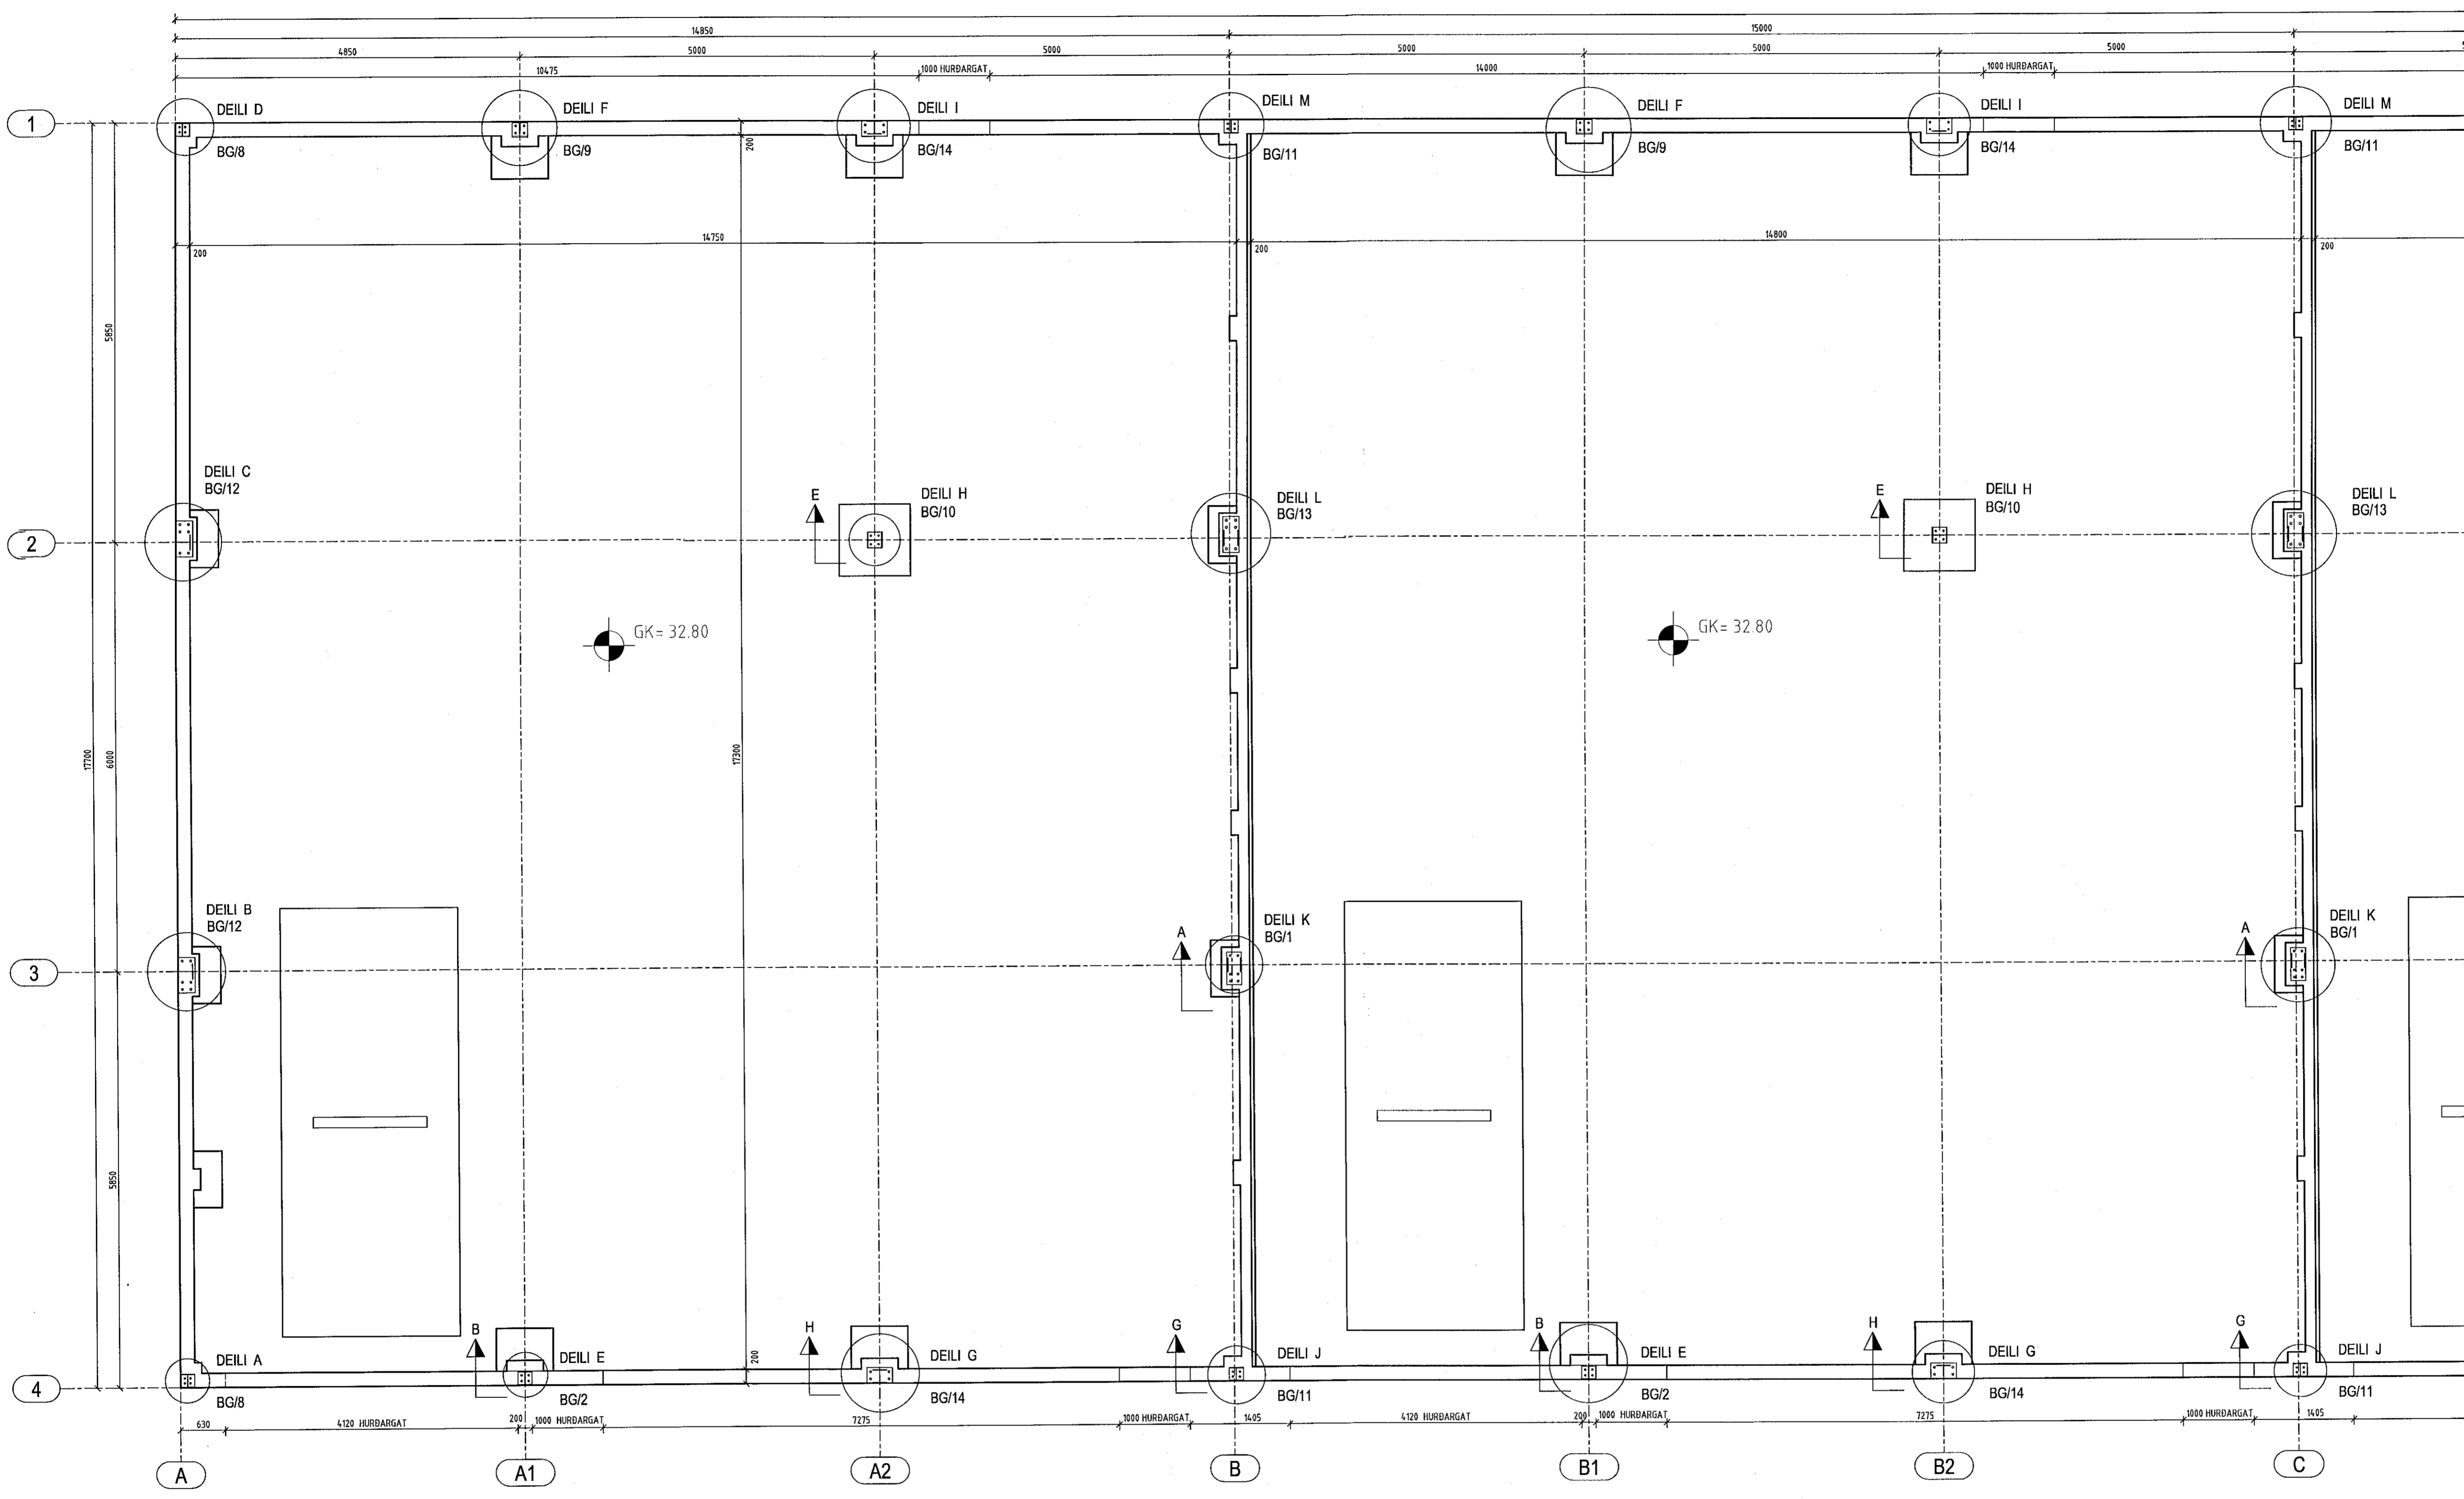 14850
15000
4850
5000
5000
5000
5000
5000
10475
1000 HURÐARGAT
14000
1000 HURÐARGAT
1
DEILI D
BG/8
DEILI F
BG/9
DEILI I
BG/14
DEILI M
BG/11
DEILI F
BG/9
DEILI I
BG/14
DEILI M
BG/11
200
14750
200
200
14800
200
5850
DEILI C
BG/12
2
E
DEILI H
BG/10
DEILI L
BG/13
E
DEILI H
BG/10
DEILI L
BG/13
GK= 32.80
GK= 32.80
17700
6000
17300
DEILI B
BG/12
3
A
DEILI K
BG/1
A
DEILI K
BG/1
5850
200
4
DEILI A
BG/8
B
DEILI E
BG/2
H
DEILI G
BG/14
G
DEILI J
BG/11
B
DEILI E
BG/2
H
DEILI G
BG/14
G
DEILI J
BG/11
630
4120 HURÐARGAT
200
1000 HURÐARGAT
7275
1000 HURÐARGAT
1405
4120 HURÐARGAT
200
1000 HURÐARGAT
7275
1000 HURÐARGAT
1405
A
A1
A2
B
B1
B2
C